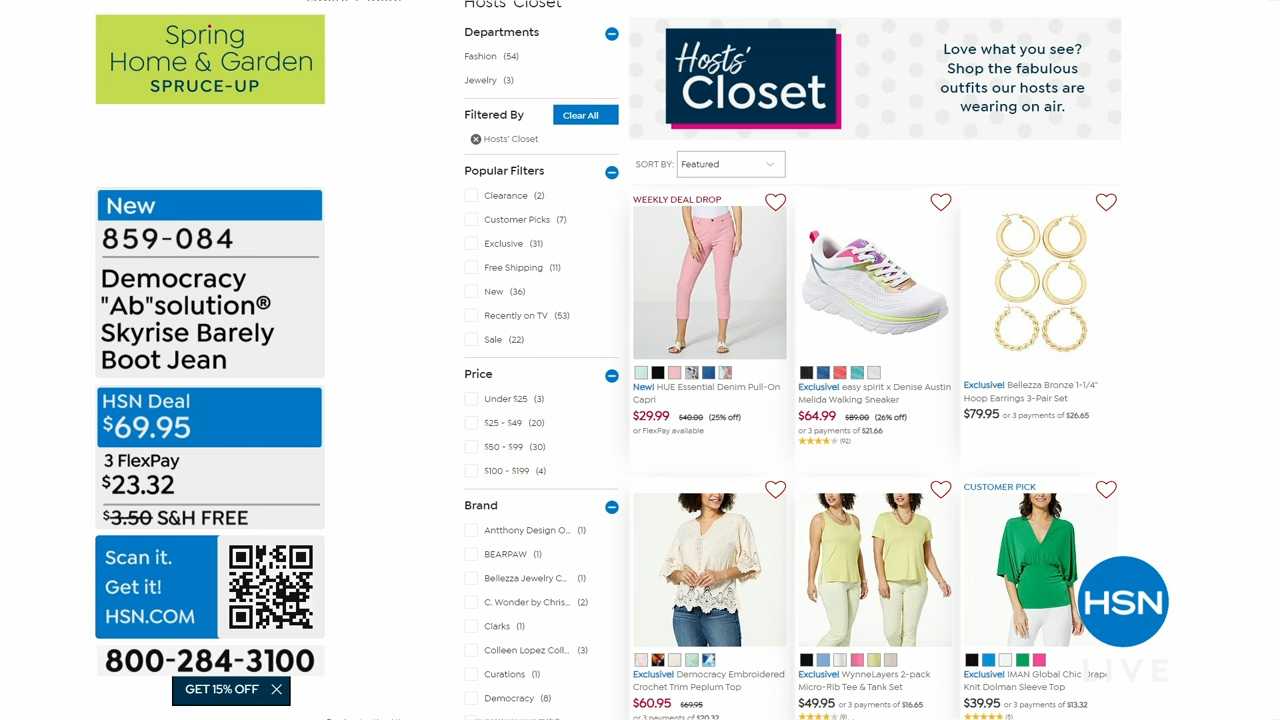 Hosts' Closet
Spring
Home & Garden
SPRUCE-UP
New
859-084
Democracy
"Ab"solution®
Skyrise Barely
Boot Jean
HSN Deal
$69.95
3 FlexPay
$23.32
$3.50 S&H FREE
Scan it.
Get it!
HSN.COM
800-284-3100
GET 15% OFF
Departments
Fashion (54)
Jewelry (3)
Filtered By
Clear All
Hosts' Closet
Popular Filters
Clearance (2)
Customer Picks (7)
Exclusive (31)
Free Shipping (11)
New (36)
Recently on TV (53)
Sale (22)
Price
Under $25 (3)
$25 - $49 (20)
$50 - $99 (30)
$100 - $199 (4)
Brand
Antthony Design O... (1)
BEARPAW (1)
Bellezza Jewelry C... (1)
C. Wonder by Chris... (2)
Clarks (1)
Colleen Lopez Coll... (3)
Curations (1)
Democracy (8)
Hosts'
Closet
Love what you see?
Shop the fabulous
outfits our hosts are
wearing on air.
SORT BY: Featured
WEEKLY DEAL DROP
New! HUE Essential Denim Pull-On
Capri
$29.99 $40.00 (25% off)
or FlexPay available
Exclusive! easy spirit x Denise Austin
Melida Walking Sneaker
$64.99 $89.00 (26% off)
or 3 payments of $21.66
(92)
Exclusive! Bellezza Bronze 1-1/4"
Hoop Earrings 3-Pair Set
$79.95 or 3 payments of $26.65
Exclusive! Democracy Embroidered
Crochet Trim Peplum Top
$60.95 $69.95
or 3 payments of $20.32
Exclusive! WynneLayers 2-pack
Micro-Rib Tee & Tank Set
$49.95 or 3 payments of $16.65
CUSTOMER PICK
Exclusive! IMAN Global Chic Drape
Knit Dolman Sleeve Top
$39.95 or 3 payments of $13.32
(5)
HSN
LIVE